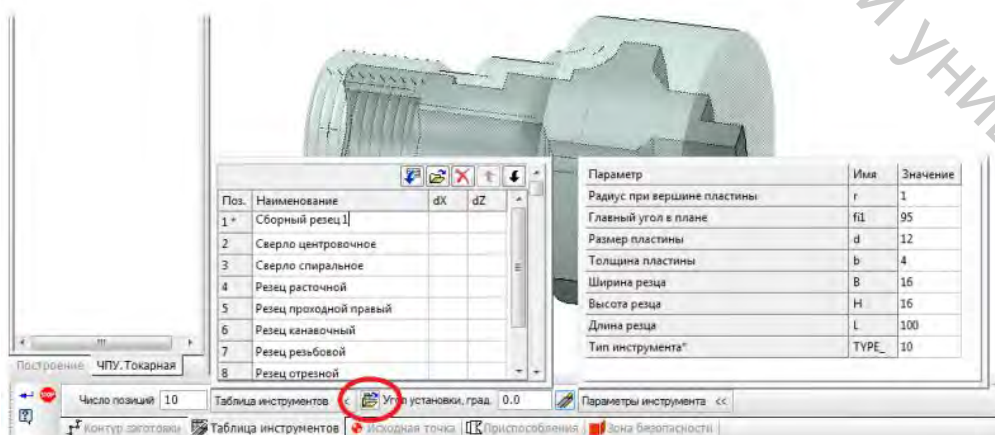 Поз. Наименование dX dZ
1 * Сборный резец 1
2 Сверло центровочное
3 Сверло спиральное
4 Резец расточной
5 Резец проходной правый
6 Резец канавочный
7 Резец резьбовой
8 Резец отрезной
Параметр Имя Значение
Радиус при вершине пластины r 1
Главный угол в плане fi1 95
Размер пластины d 12
Толщина пластины b 4
Ширина резца B 16
Высота резца H 16
Длина резца L 100
Тип инструмента* TYPE_ 10
Построение ЧПУ. Токарная
STOP Число позиций 10 Таблица инструментов < Угол установки, град. 0.0 Параметры инструмента <<
Контур заготовки Таблица инструментов Исходная точка Приспособления Зона безопасности